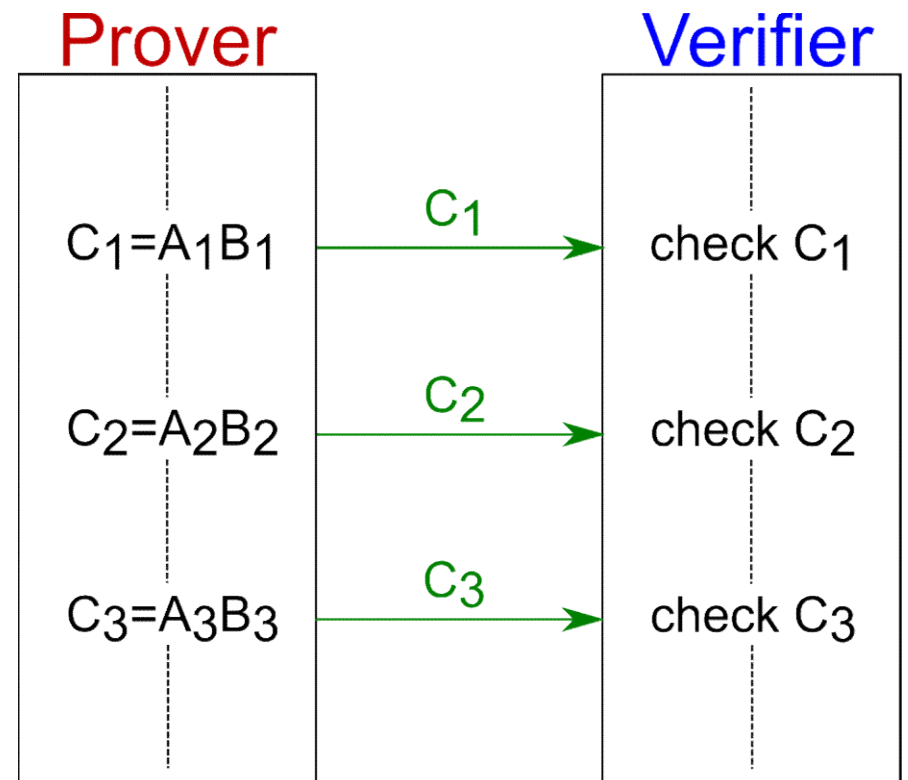 Prover Verifier
C1
C1=A1B1 check C1
C2
C2=A2B2 check C2
C3
C3=A3B3 check C3